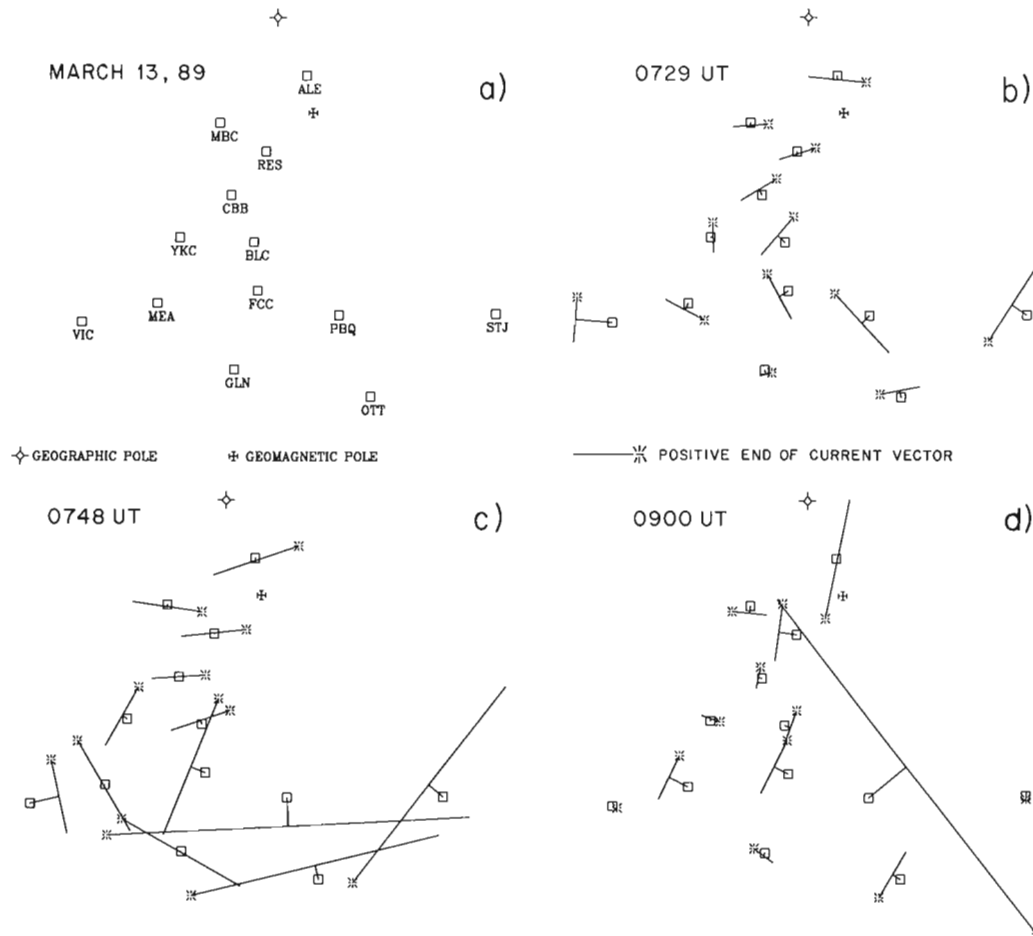 MARCH 13, 89
a)
ALE
MBC
RES
CBB
YKC
BLC
FCC
MEA
VIC
PBQ
STJ
GLN
OTT
0729 UT
b)
GEOGRAPHIC POLE
GEOMAGNETIC POLE
POSITIVE END OF CURRENT VECTOR
0748 UT
c)
0900 UT
d)